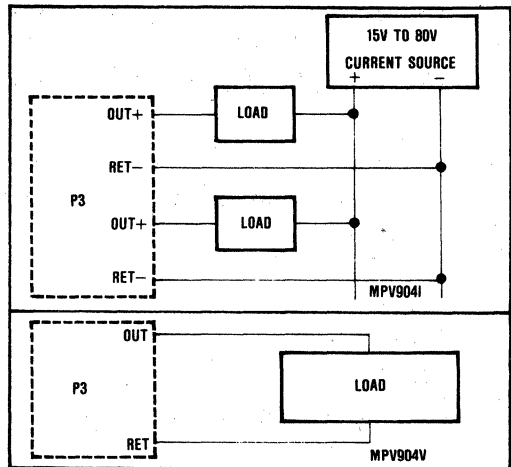 15V TO 80V
CURRENT SOURCE
+ −
OUT+
LOAD
RET−
P3
OUT+
LOAD
RET−
MPV904I
OUT
P3
LOAD
RET
MPV904V